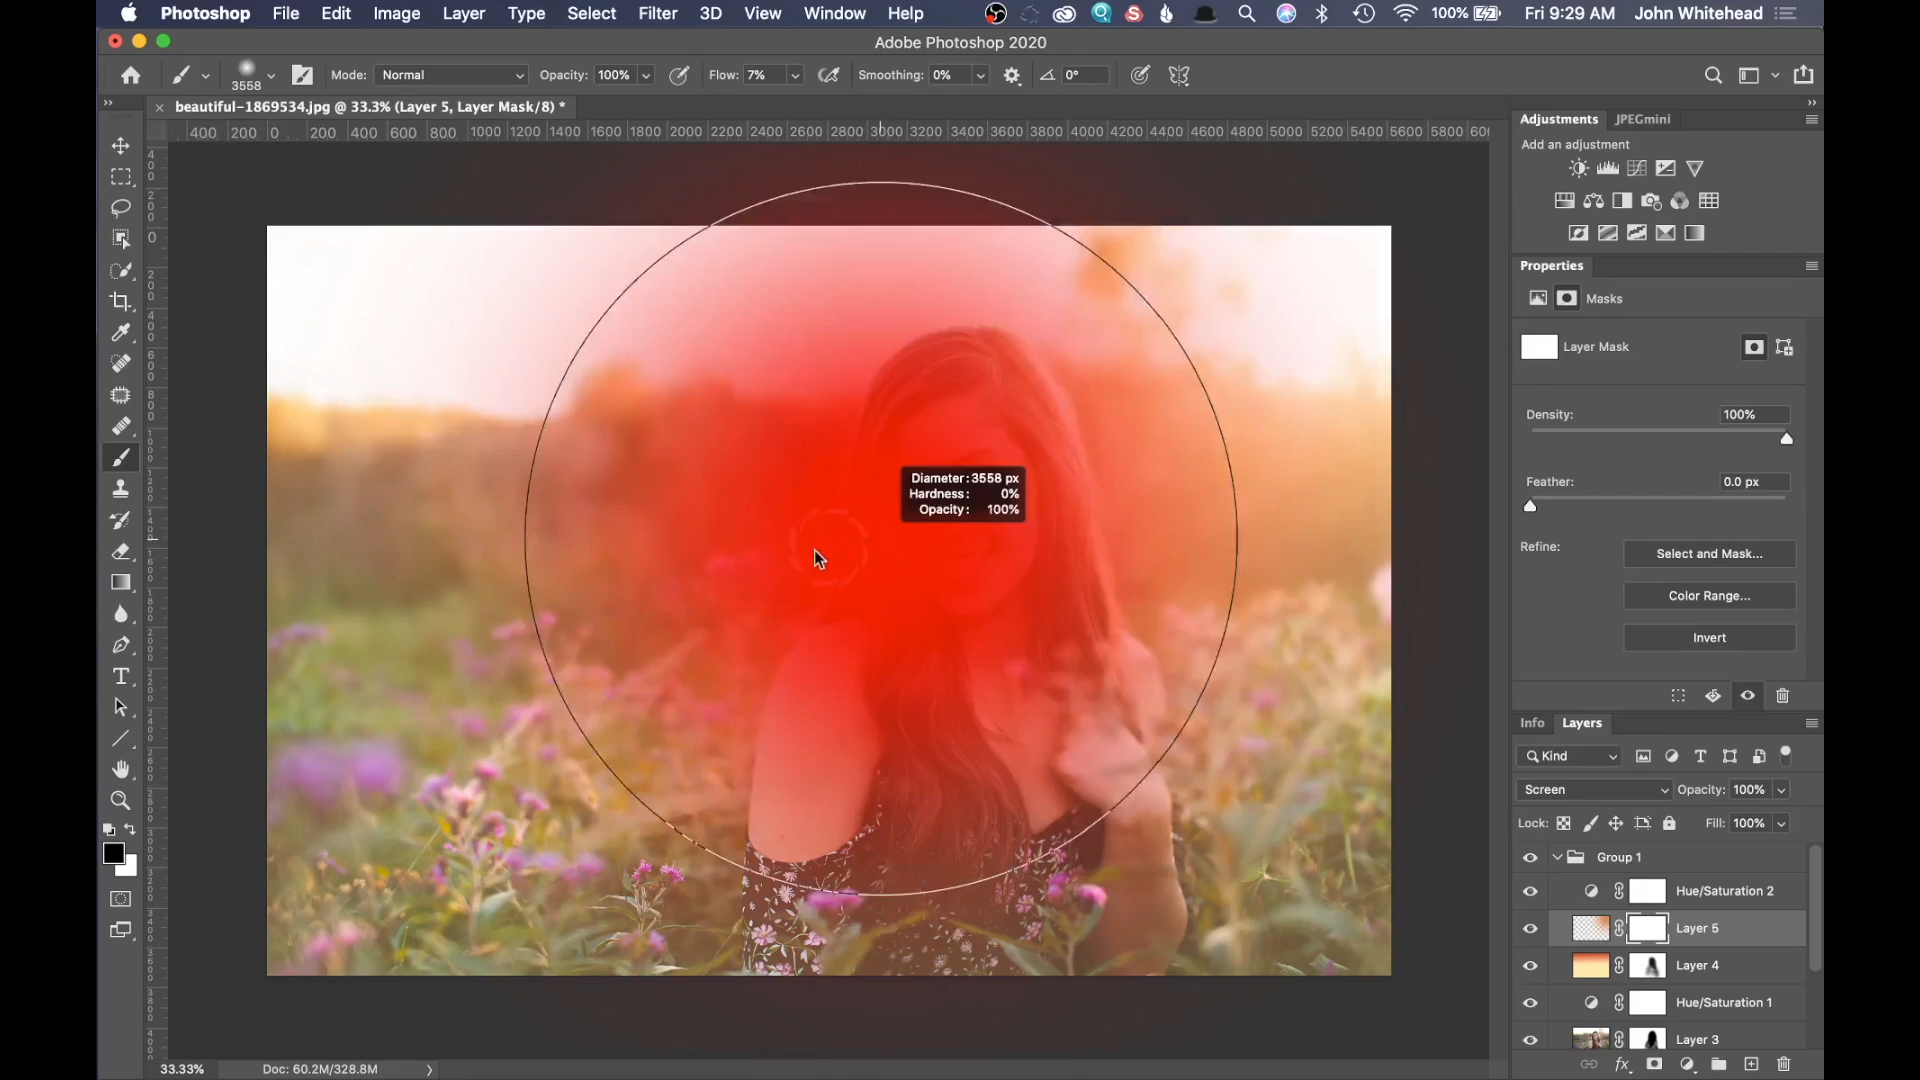 Photoshop File Edit Image Layer Type Select Filter 3D View Window Help 100% Fri 9:29 AM John Whitehead
Adobe Photoshop 2020
3558 Mode: Normal Opacity: 100% Flow: 7% Smoothing: 0% 0°
beautiful-1869534.jpg @ 33.3% (Layer 5, Layer Mask/8) *
400 200 0 200 400 600 800 1000 1200 1400 1600 1800 2000 2200 2400 2600 2800 3000 3200 3400 3600 3800 4000 4200 4400 4600 4800 5000 5200 5400 5600 5800
Adjustments JPEGmini
Add an adjustment
Properties
Masks
Layer Mask
Density: 100%
Feather: 0.0 px
Refine: Select and Mask...
Color Range...
Invert
Diameter: 3558 px
Hardness: 0%
Opacity: 100%
Info Layers
Kind
Screen Opacity: 100%
Lock: Fill: 100%
Group 1
Hue/Saturation 2
Layer 5
Layer 4
Hue/Saturation 1
Layer 3
33.33% Doc: 60.2M/328.8M